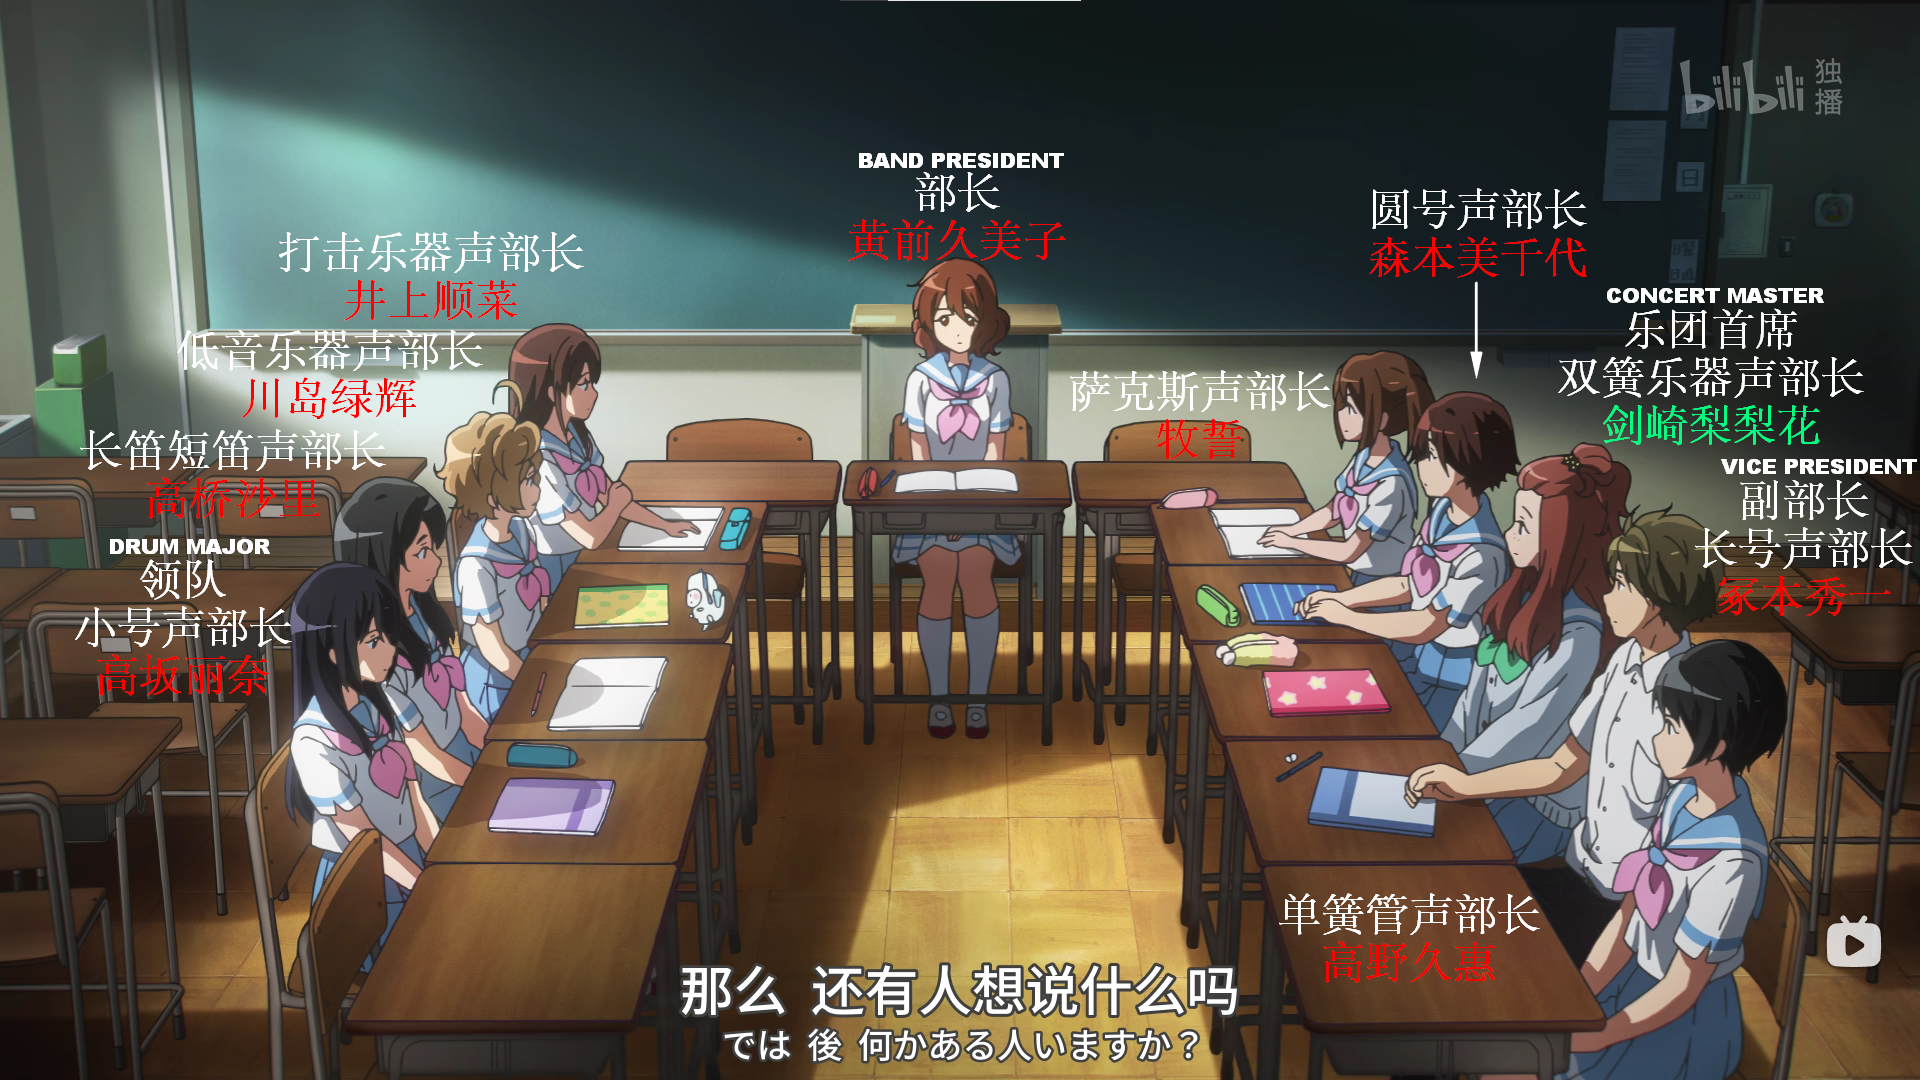 bilibili 独播
BAND PRESIDENT
部长
黄前久美子
圆号声部长
森本美千代
打击乐器声部长
井上顺菜
低音乐器声部长
川岛绿辉
长笛短笛声部长
高桥沙里
DRUM MAJOR
领队
小号声部长
高坂丽奈
萨克斯声部长
牧誓
CONCERT MASTER
乐团首席
双簧乐器声部长
剑崎梨梨花
VICE PRESIDENT
副部长
长号声部长
冢本秀一
单簧管声部长
高野久惠
日
那么 还有人想说什么吗
では 後 何かある人いますか？